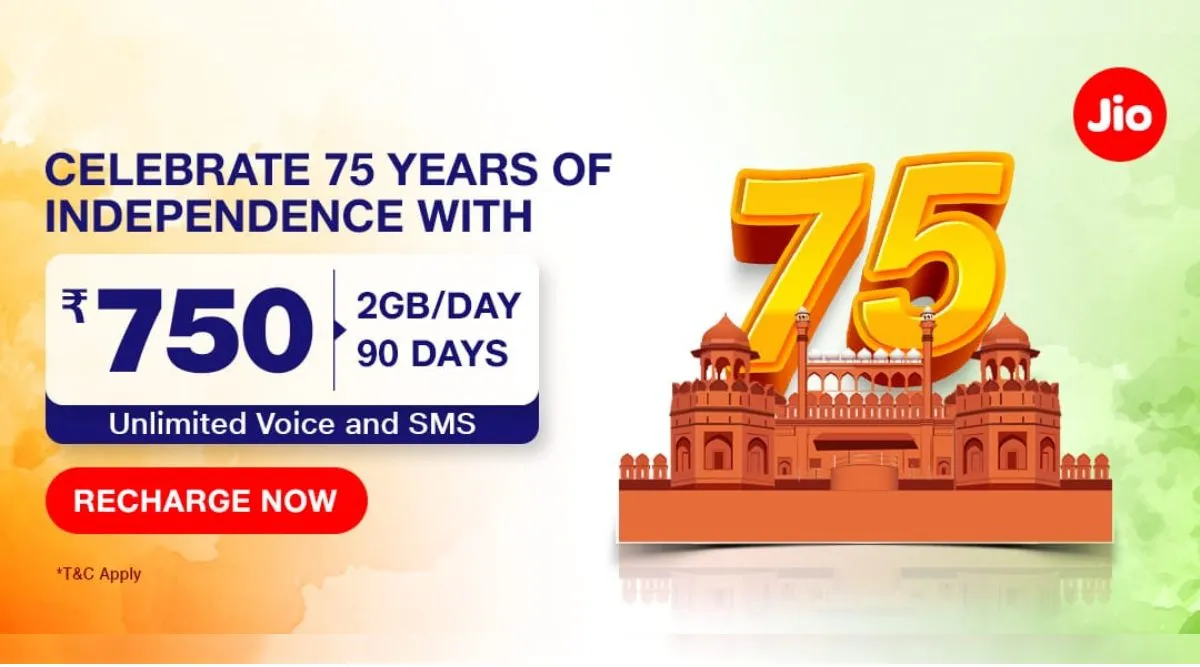 Jio
CELEBRATE 75 YEARS OF
INDEPENDENCE WITH
₹750
2GB/DAY
90 DAYS
Unlimited Voice and SMS
RECHARGE NOW
*T&C Apply
75